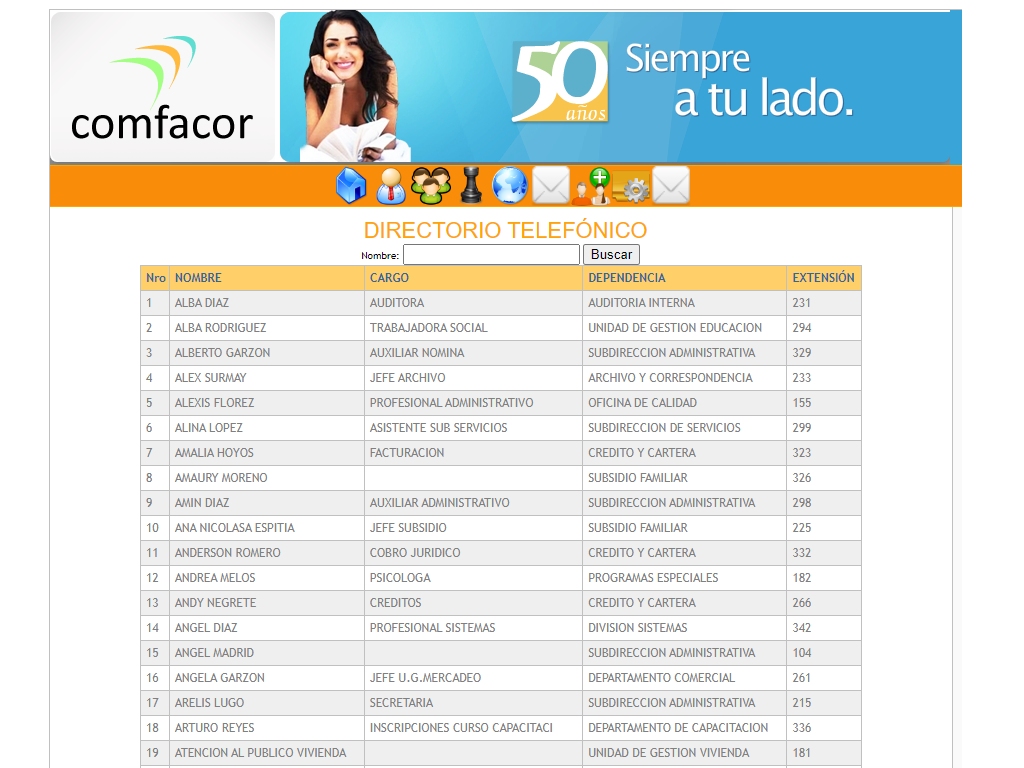 comfacor
50 años
Siempre
a tu lado.
DIRECTORIO TELEFÓNICO
Nombre: Buscar
Nro NOMBRE CARGO DEPENDENCIA EXTENSIÓN
1 ALBA DIAZ AUDITORA AUDITORIA INTERNA 231
2 ALBA RODRIGUEZ TRABAJADORA SOCIAL UNIDAD DE GESTION EDUCACION 294
3 ALBERTO GARZON AUXILIAR NOMINA SUBDIRECCION ADMINISTRATIVA 329
4 ALEX SURMAY JEFE ARCHIVO ARCHIVO Y CORRESPONDENCIA 233
5 ALEXIS FLOREZ PROFESIONAL ADMINISTRATIVO OFICINA DE CALIDAD 155
6 ALINA LOPEZ ASISTENTE SUB SERVICIOS SUBDIRECCION DE SERVICIOS 299
7 AMALIA HOYOS FACTURACION CREDITO Y CARTERA 323
8 AMAURY MORENO SUBSIDIO FAMILIAR 326
9 AMIN DIAZ AUXILIAR ADMINISTRATIVO SUBDIRECCION ADMINISTRATIVA 298
10 ANA NICOLASA ESPITIA JEFE SUBSIDIO SUBSIDIO FAMILIAR 225
11 ANDERSON ROMERO COBRO JURIDICO CREDITO Y CARTERA 332
12 ANDREA MELOS PSICOLOGA PROGRAMAS ESPECIALES 182
13 ANDY NEGRETE CREDITOS CREDITO Y CARTERA 266
14 ANGEL DIAZ PROFESIONAL SISTEMAS DIVISION SISTEMAS 342
15 ANGEL MADRID SUBDIRECCION ADMINISTRATIVA 104
16 ANGELA GARZON JEFE U.G.MERCADEO DEPARTAMENTO COMERCIAL 261
17 ARELIS LUGO SECRETARIA SUBDIRECCION ADMINISTRATIVA 215
18 ARTURO REYES INSCRIPCIONES CURSO CAPACITACI DEPARTAMENTO DE CAPACITACION 336
19 ATENCION AL PUBLICO VIVIENDA UNIDAD DE GESTION VIVIENDA 181